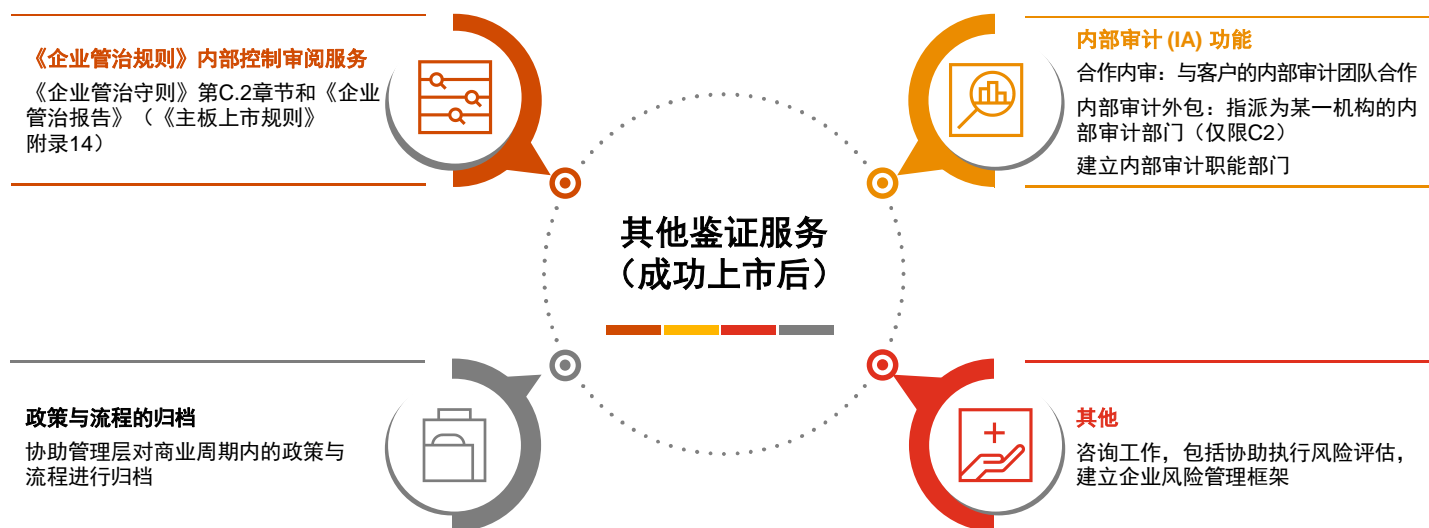 《企业管治规则》内部控制审阅服务
《企业管治守则》第C.2章节和《企业
管治报告》（《主板上市规则》
附录14）
内部审计 (IA) 功能
合作内审：与客户的内部审计团队合作
内部审计外包：指派为某一机构的内
部审计部门（仅限C2）
建立内部审计职能部门
其他鉴证服务
（成功上市后）
政策与流程的归档
协助管理层对商业周期内的政策与
流程进行归档
其他
咨询工作，包括协助执行风险评估，
建立企业风险管理框架